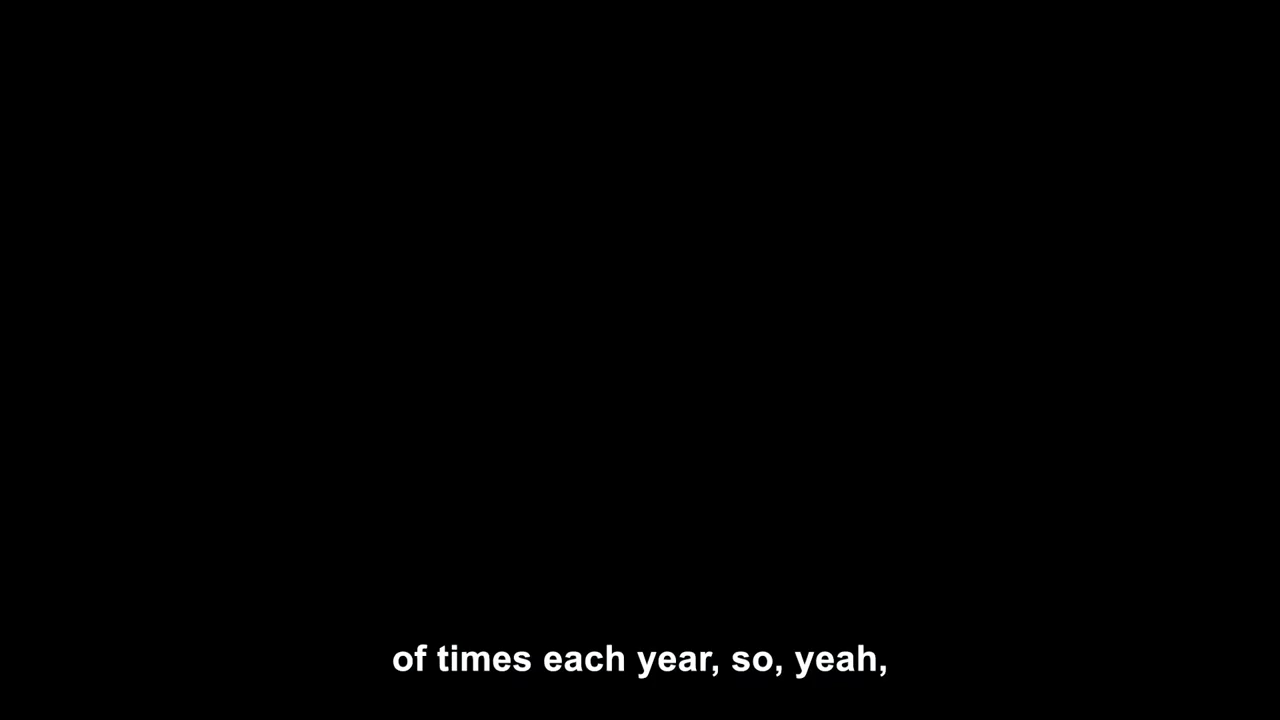 of times each year, so, yeah,